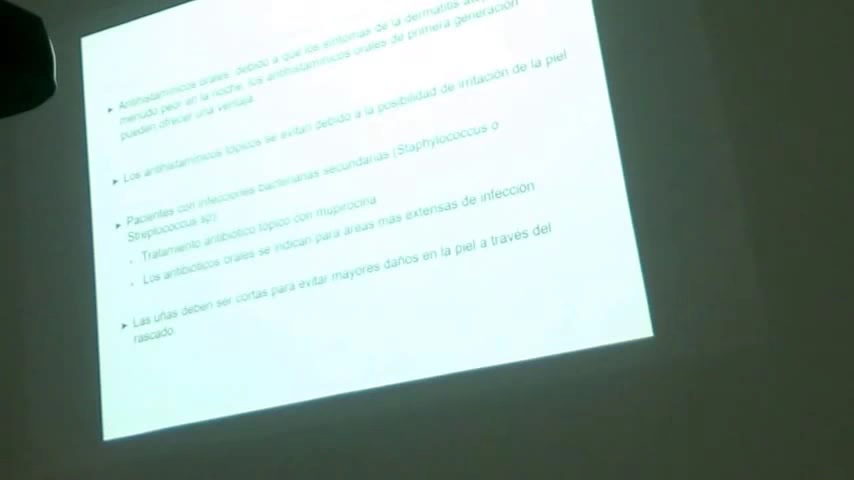 Antihistamínicos orales: debido a que los síntomas de la dermatitis
menudo peor en la noche, los antihistamínicos orales de primera generación
pueden ofrecer una ventaja.
Los antihistamínicos tópicos se evitan debido a la posibilidad de irritación de la piel
Pacientes con infecciones bacterianas secundarias (Staphylococcus o
Streptococcus sp):
Tratamiento antibiótico tópico con mupirocina
Los antibióticos orales se indican para áreas más extensas de infección
Las uñas deben ser cortas para evitar mayores daños en la piel a través del
rascado.